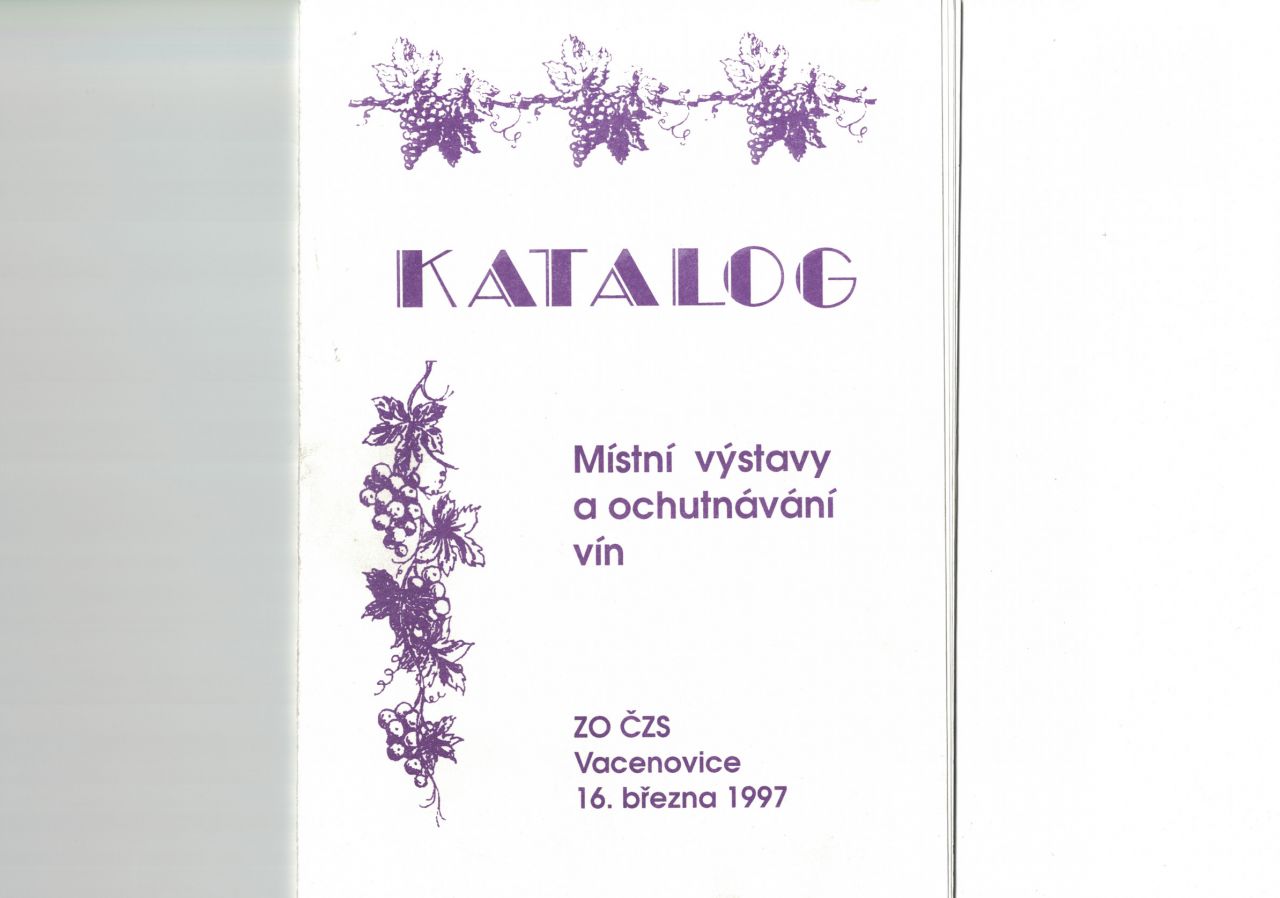 KATALOG
Místní výstavy
a ochutnávání
vín
ZO ČZS
Vacenovice
16. března 1997